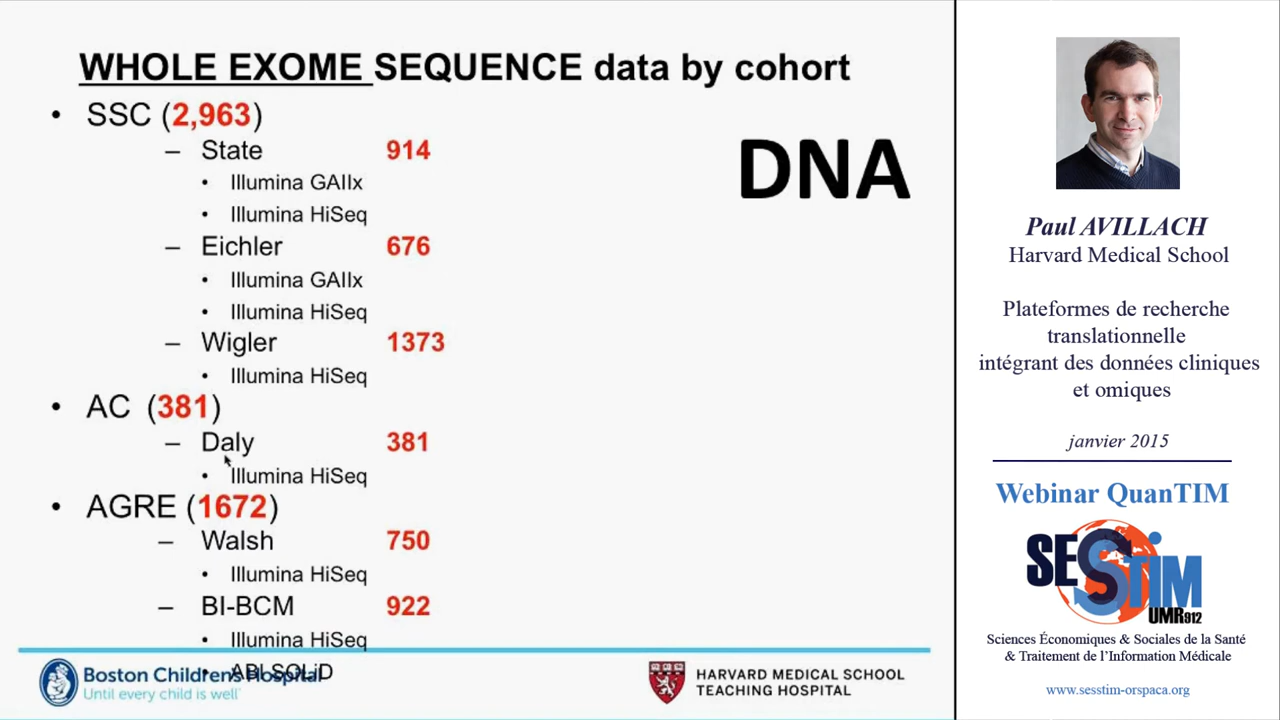 WHOLE EXOME SEQUENCE data by cohort
• SSC (2,963)
– State 914
• Illumina GAIIx
• Illumina HiSeq
– Eichler 676
• Illumina GAIIx
• Illumina HiSeq
– Wigler 1373
• Illumina HiSeq
• AC (381)
– Daly 381
• Illumina HiSeq
• AGRE (1672)
– Walsh 750
• Illumina HiSeq
– BI-BCM 922
• Illumina HiSeq
• ABI SOLiD
DNA
Boston Children's Hospital
Until every child is well
HARVARD MEDICAL SCHOOL
TEACHING HOSPITAL
Paul AVILLACH
Harvard Medical School
Plateformes de recherche
translationnelle
intégrant des données cliniques
et omiques
janvier 2015
Webinar QuanTIM
SESSTIM
UMR912
Sciences Économiques & Sociales de la Santé
& Traitement de l'Information Médicale
www.sesstim-orspaca.org